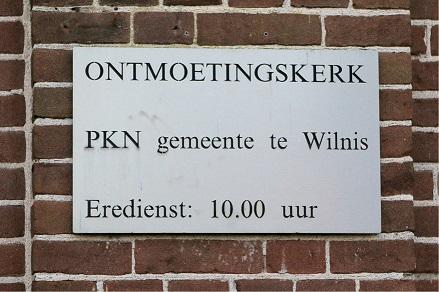 ONTMOETINGSKERK
PKN gemeente te Wilnis
Eredienst: 10.00 uur